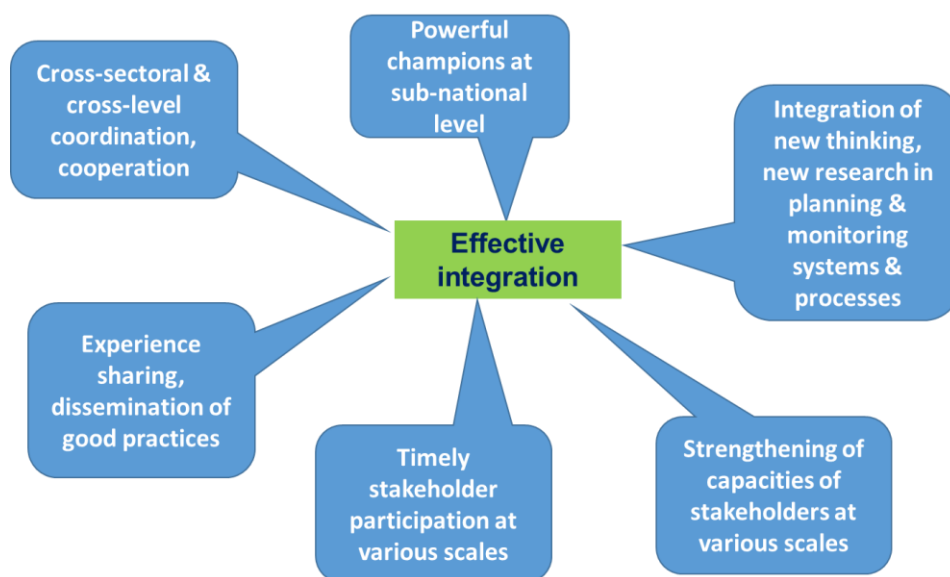 Powerful
champions at
sub-national
level
Cross-sectoral &
cross-level
coordination,
cooperation
Integration of
new thinking,
new research in
planning &
monitoring
systems &
processes
Effective
integration
Experience
sharing,
dissemination of
good practices
Timely
stakeholder
participation at
various scales
Strengthening of
capacities of
stakeholders at
various scales